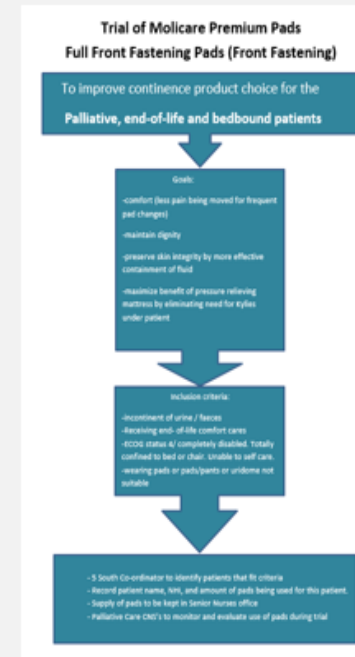 Trial of Molicare Premium Pads
Full Front Fastening Pads (Front Fastening)
To improve continence product choice for the
Palliative, end-of-life and bedbound patients
Goals:
-comfort (less pain being moved for frequent
pad changes)
-maintain dignity
-preserve skin integrity by more effective
containment of fluid
-maximize benefit of pressure relieving
mattress by eliminating need for Kylies
under patient
Inclusion criteria:
-Incontinent of urine / faeces
-Receiving end- of-life comfort cares
-ECOG status 4/ completely disabled. Totally
confined to bed or chair. Unable to self care.
-wearing pads or pads/pants or uridome not
suitable
- 5 South Co-ordinator to identify patients that fit criteria
- Record patient name, NHI, and amount of pads being used for this patient.
- Supply of pads to be kept in Senior Nurses office
- Palliative Care CNS's to monitor and evaluate use of pads during trial